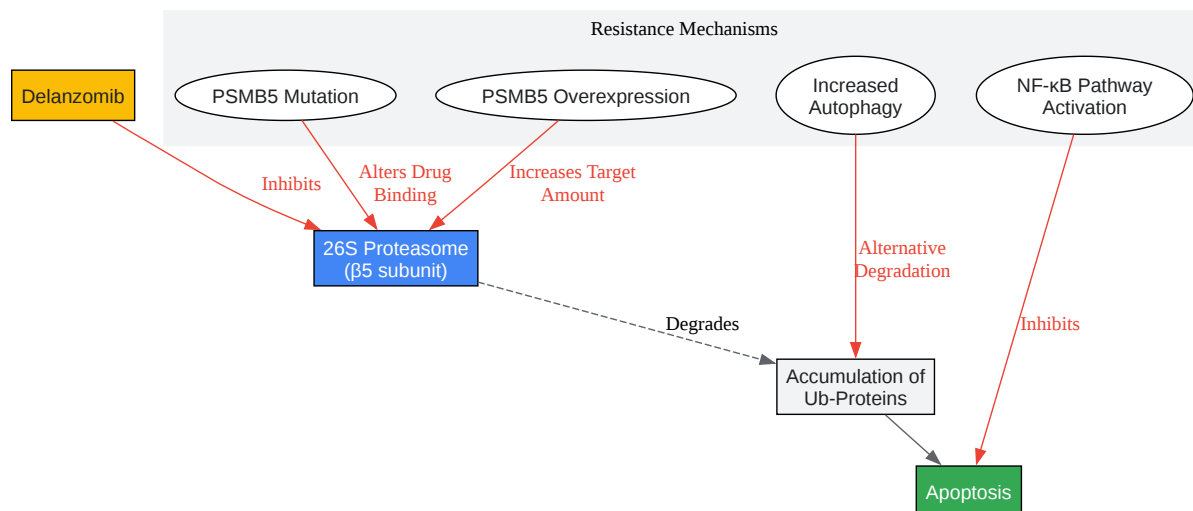 Resistance Mechanisms
Delanzomib
PSMB5 Mutation
PSMB5 Overexpression
Increased
Autophagy
NF-κB Pathway
Activation
Inhibits
Alters Drug
Binding
Increases Target
Amount
26S Proteasome
(β5 subunit)
Alternative
Degradation
Degrades
Inhibits
Accumulation of
Ub-Proteins
Apoptosis